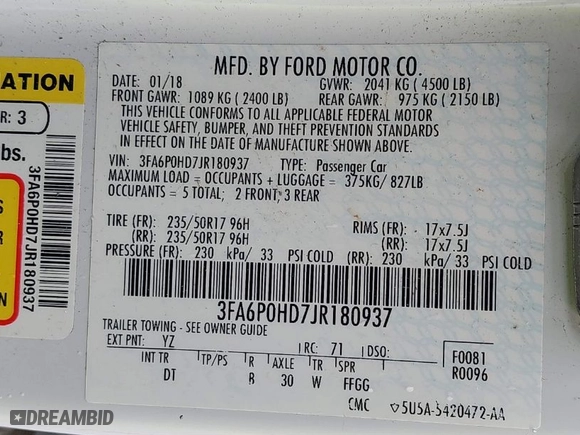 MFD. BY FORD MOTOR CO.
DATE: 01/18 GVWR: 2041 KG ( 4500 LB)
FRONT GAWR: 1089 KG ( 2400 LB) REAR GAWR: 975 KG ( 2150 LB)
THIS VEHICLE CONFORMS TO ALL APPLICABLE FEDERAL MOTOR
VEHICLE SAFETY, BUMPER, AND THEFT PREVENTION STANDARDS
IN EFFECT ON THE DATE OF MANUFACTURE SHOWN ABOVE.
VIN: 3FA6P0HD7JR180937 TYPE: Passenger Car
MAXIMUM LOAD = OCCUPANTS + LUGGAGE = 375KG/ 827LB
OCCUPANTS = 5 TOTAL; 2 FRONT; 3 REAR
TIRE (FR): 235/50R17 96H RIMS (FR): 17x7.5J
(RR): 235/50R17 96H (RR): 17x7.5J
PRESSURE (FR): 230 kPa/ 33 PSI COLD (RR): 230 kPa/ 33 PSI COLD
3FA6P0HD7JR180937
TRAILER TOWING - SEE OWNER GUIDE
EXT PNT: YZ RC: 71 DSO: F0081
INT TR TP/PS R AXLE TR SPR R0096
DT B 30 W FFGG
CMC 5U5A-5420472-AA
ATION
R: 3
bs.
S
R
N
3FA6P0HD7JR180937
DREAMBID